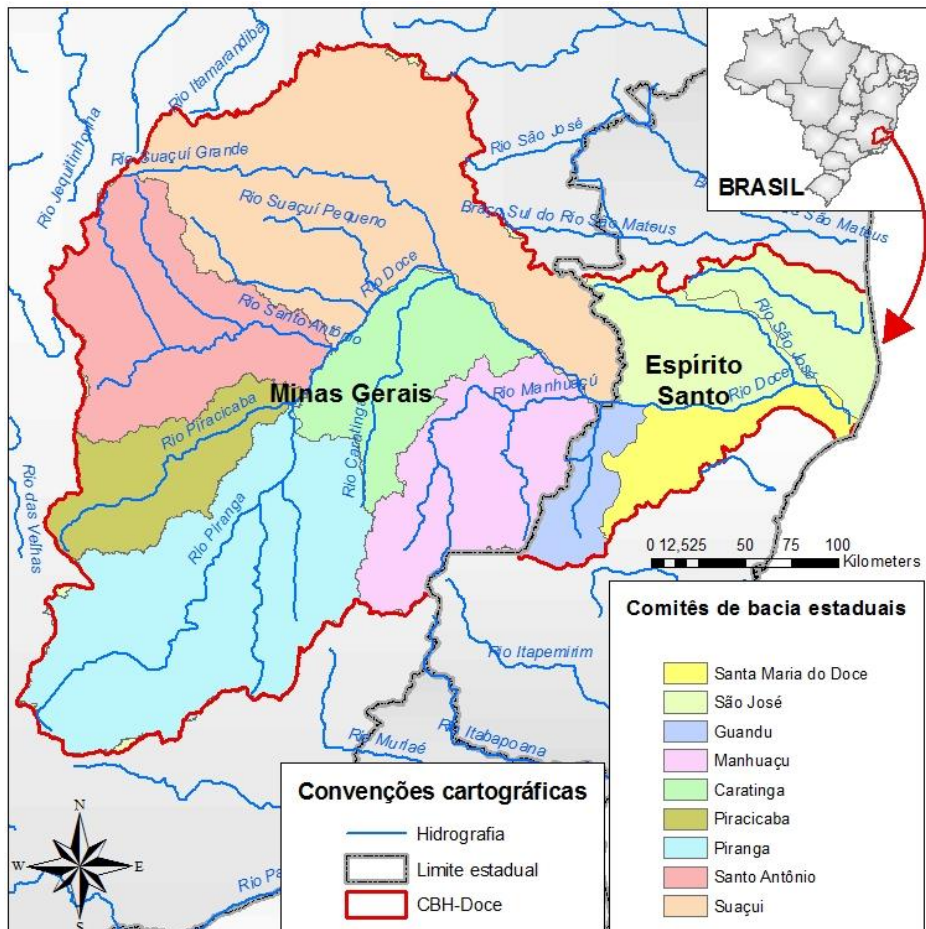 Rio Itamarandiba
Rio Jequitinhonha
Rio Suaçuí Grande
Rio Suaçuí Pequeno
Rio São José
Braço Sul do Rio São Mateus
São Mateus
BRASIL
Rio Doce
Rio Santo Antônio
Minas Gerais
Rio Piracicaba
Rio Caratinga
Rio Manhuaçú
Espírito
Santo
Rio Doce
Rio São José
Rio das Velhas
Rio Piranga
0 12,525 50 75 100
Kilometers
Rio Itapemirim
Rio Itabapoana
Rio Muriaé
N
W
E
S
Convenções cartográficas
Hidrografia
Limite estadual
CBH-Doce
Comitês de bacia estaduais
Santa Maria do Doce
São José
Guandu
Manhuaçu
Caratinga
Piracicaba
Piranga
Santo Antônio
Suaçui